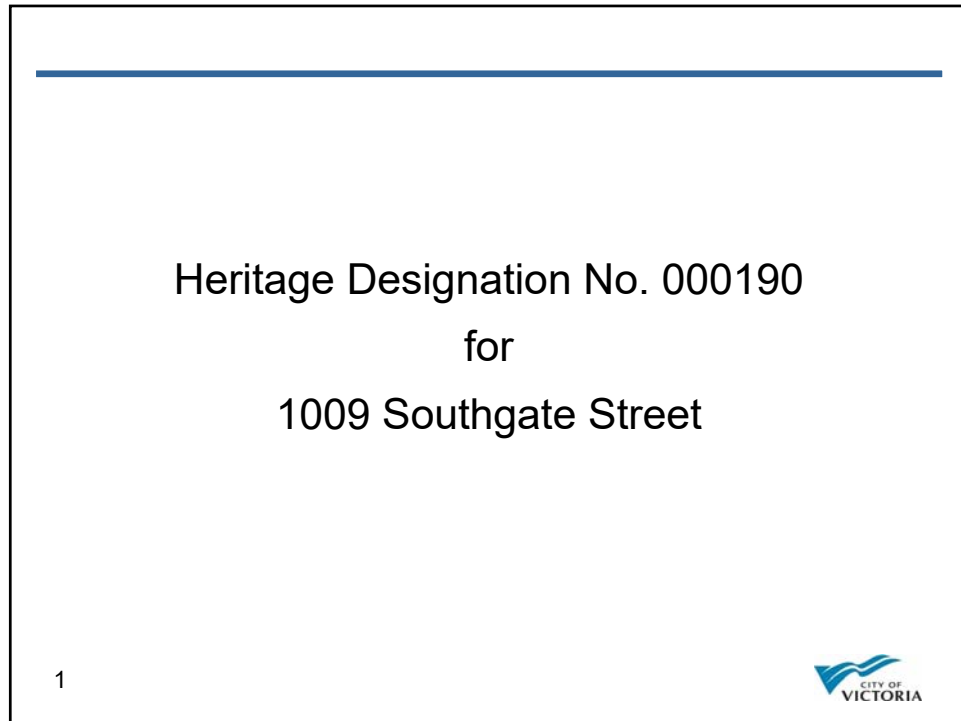 Heritage Designation No. 000190
for
1009 Southgate Street
1
CITY OF
VICTORIA